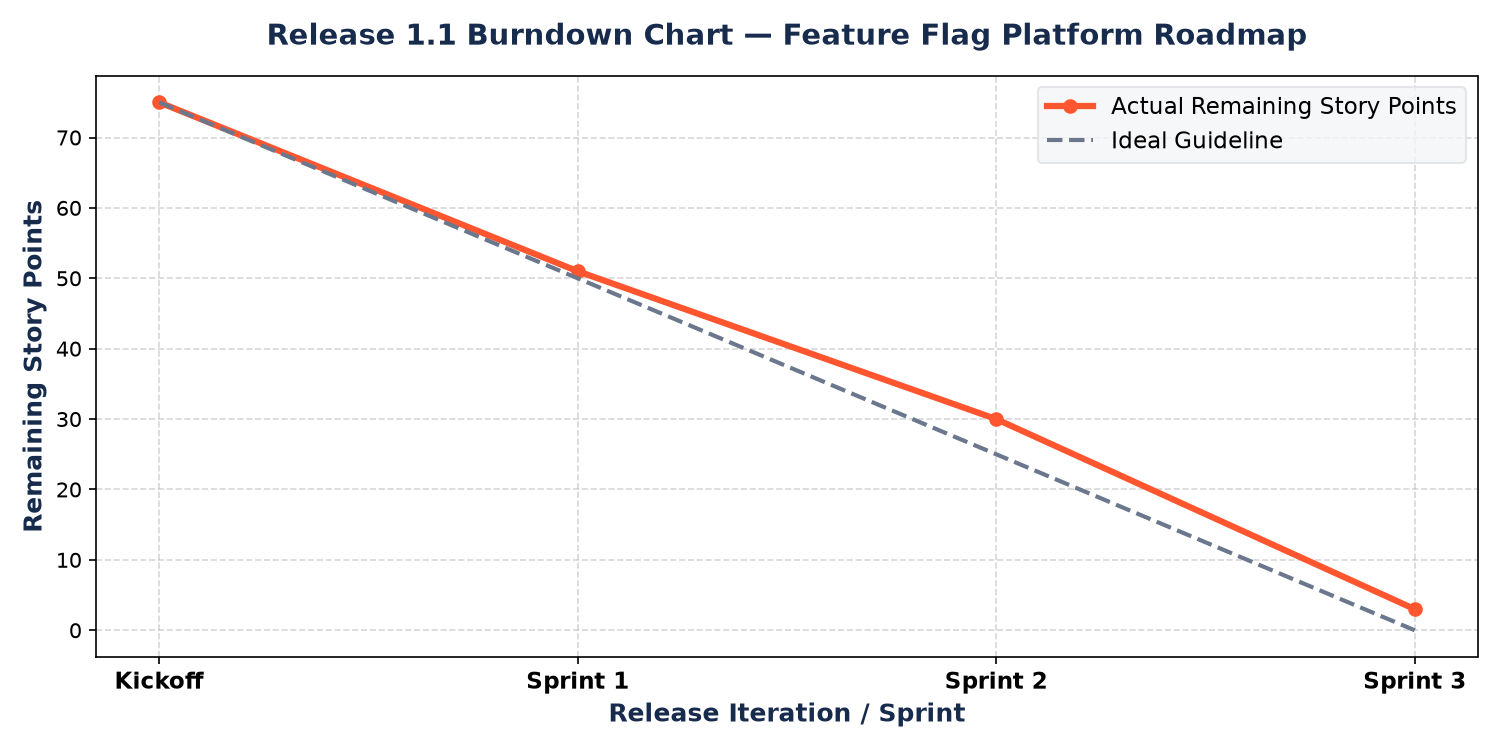 Release 1.1 Burndown Chart — Feature Flag Platform Roadmap
Actual Remaining Story Points
Ideal Guideline
Remaining Story Points
70
60
50
40
30
20
10
0
Kickoff
Sprint 1
Sprint 2
Sprint 3
Release Iteration / Sprint